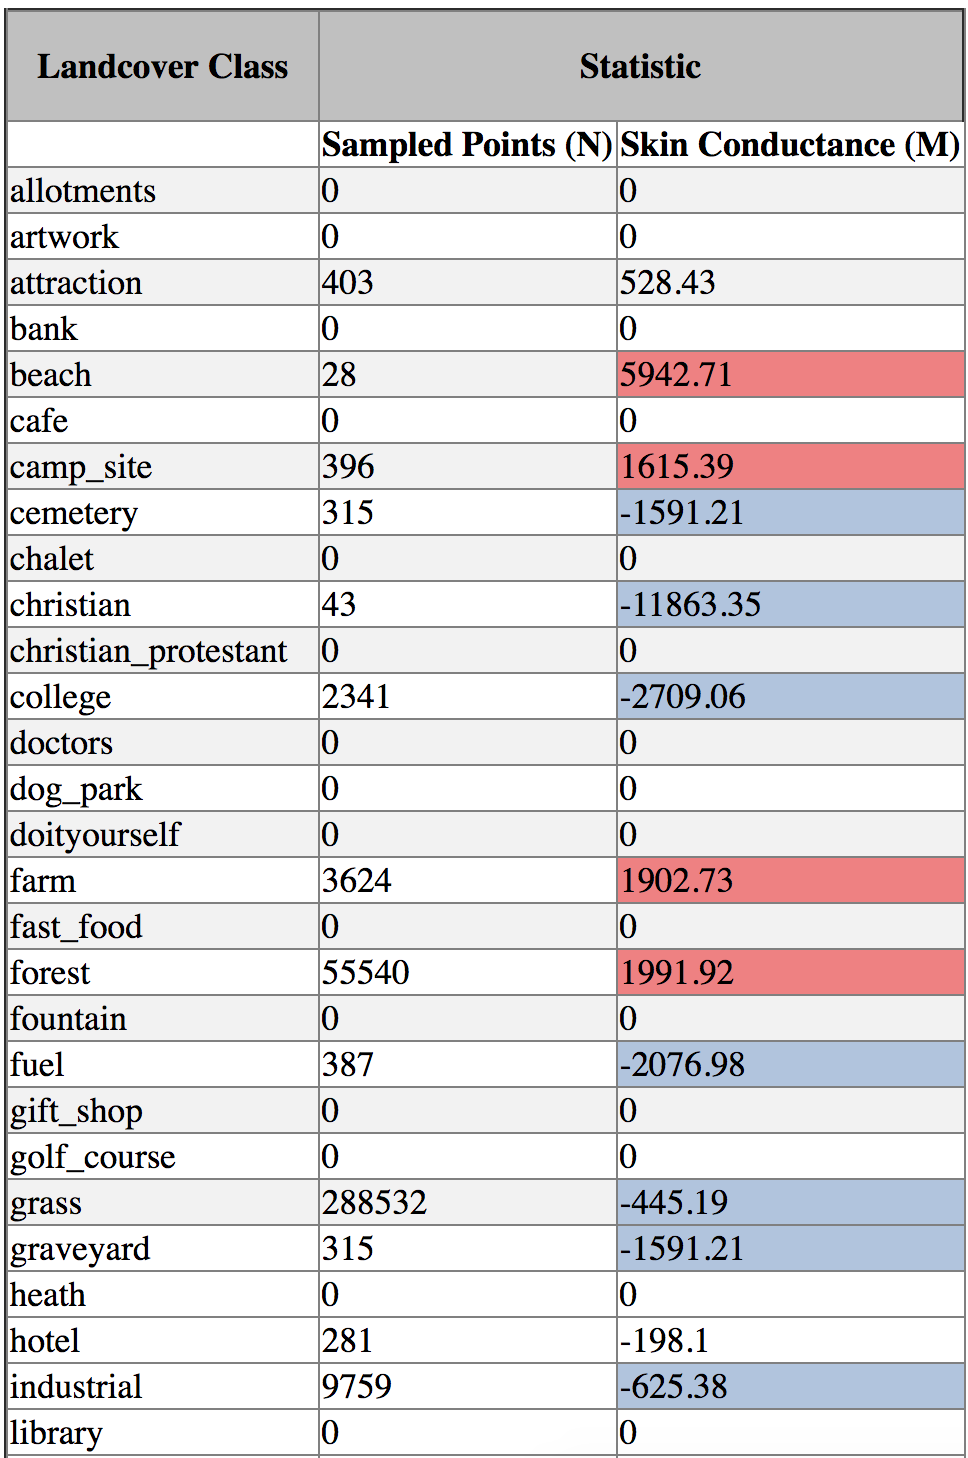 Landcover Class Statistic
Sampled Points (N) Skin Conductance (M)
allotments 0 0
artwork 0 0
attraction 403 528.43
bank 0 0
beach 28 5942.71
cafe 0 0
camp_site 396 1615.39
cemetery 315 -1591.21
chalet 0 0
christian 43 -11863.35
christian_protestant 0 0
college 2341 -2709.06
doctors 0 0
dog_park 0 0
doityourself 0 0
farm 3624 1902.73
fast_food 0 0
forest 55540 1991.92
fountain 0 0
fuel 387 -2076.98
gift_shop 0 0
golf_course 0 0
grass 288532 -445.19
graveyard 315 -1591.21
heath 0 0
hotel 281 -198.1
industrial 9759 -625.38
library 0 0